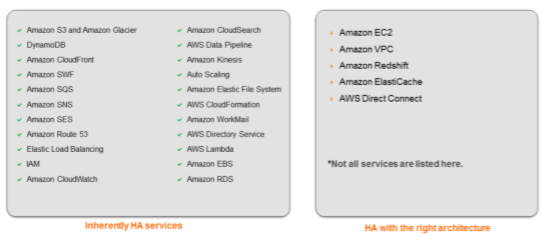 Amazon S3 and Amazon Glacier
DynamoDB
Amazon CloudFront
Amazon SWF
Amazon SQS
Amazon SNS
Amazon SES
Amazon Route 53
Elastic Load Balancing
IAM
Amazon CloudWatch
Amazon CloudSearch
AWS Data Pipeline
Amazon Kinesis
Auto Scaling
Amazon Elastic File System
AWS CloudFormation
Amazon WorkMail
AWS Directory Service
AWS Lambda
Amazon EBS
Amazon RDS
Inherently HA services
Amazon EC2
Amazon VPC
Amazon Redshift
Amazon ElastiCache
AWS Direct Connect
*Not all services are listed here.
HA with the right architecture